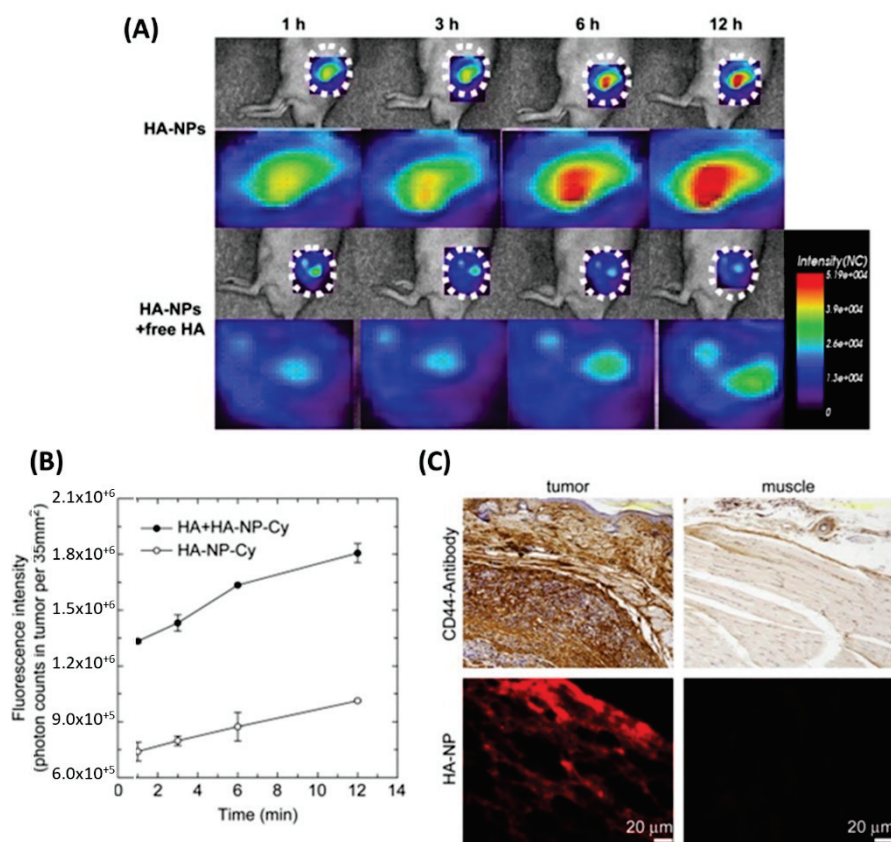 (A)
1 h 3 h 6 h 12 h
HA-NPs
HA-NPs
+free HA
Intensity(NC)
5.19e+004
3.9e+004
2.6e+004
1.3e+004
0
(B)
2.1x10+6
1.8x10+6
1.5x10+6
1.2x10+6
9.0x10+5
6.0x10+5
HA+HA-NP-Cy
HA-NP-Cy
Fluorescence intensity
(photon counts in tumor per 35mm2)
0 2 4 6 8 10 12 14
Time (min)
(C)
tumor muscle
CD44-Antibody
HA-NP
20 μm 20 μm